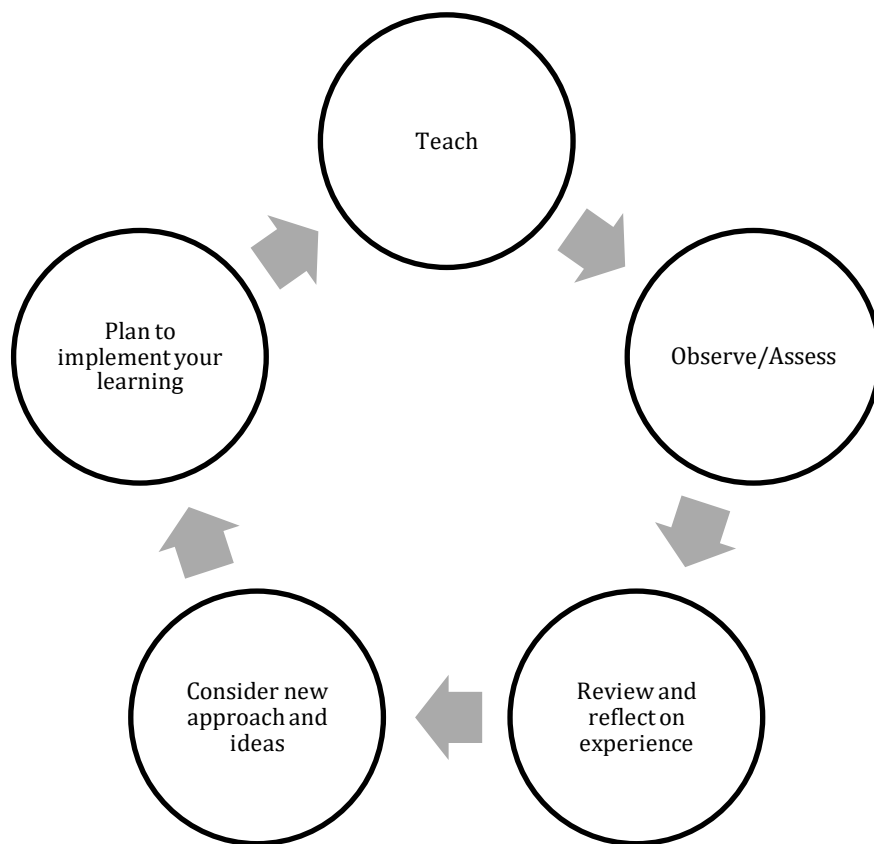 Teach
Observe/Assess
Review and
reflect on
experience
Consider new
approach and
ideas
Plan to
implement your
learning